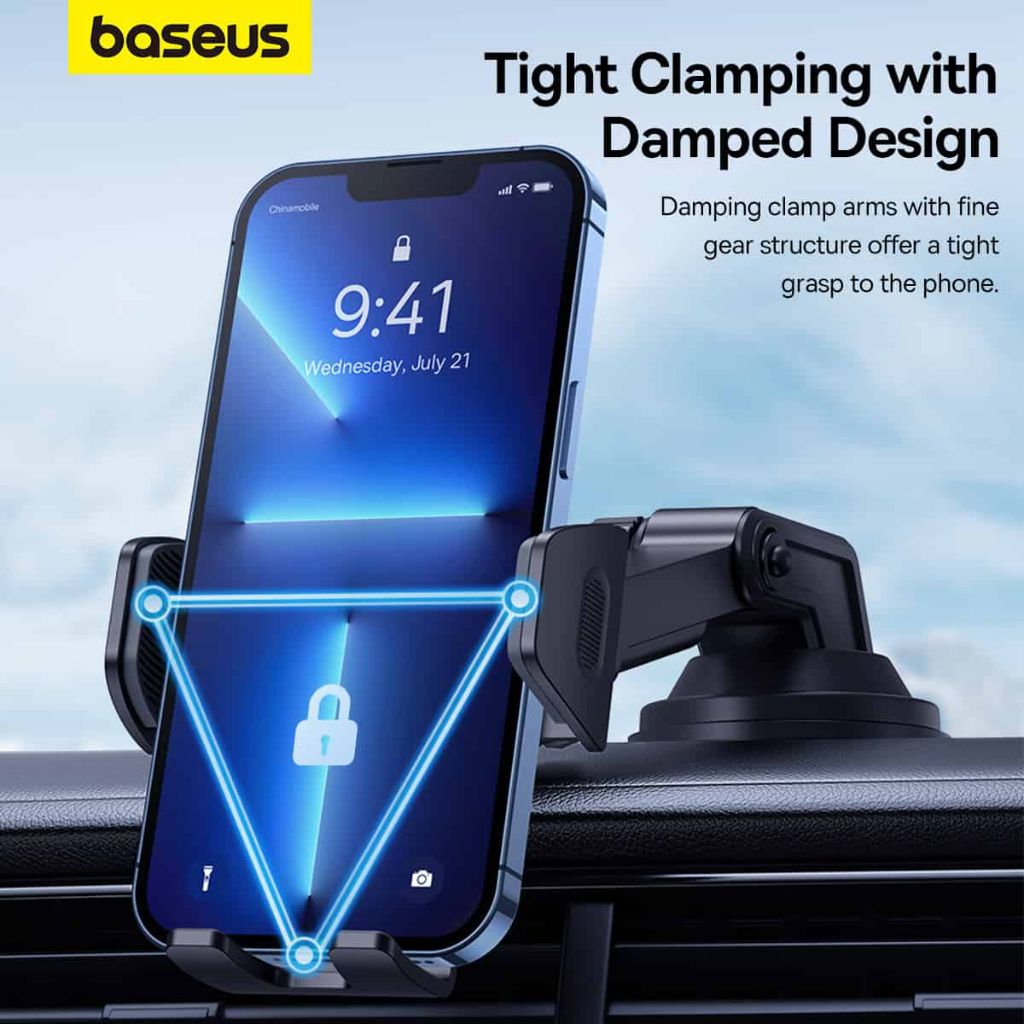 baseus
Tight Clamping with
Damped Design
Damping clamp arms with fine
gear structure offer a tight
grasp to the phone.
Chinamobile
9:41
Wednesday, July 21